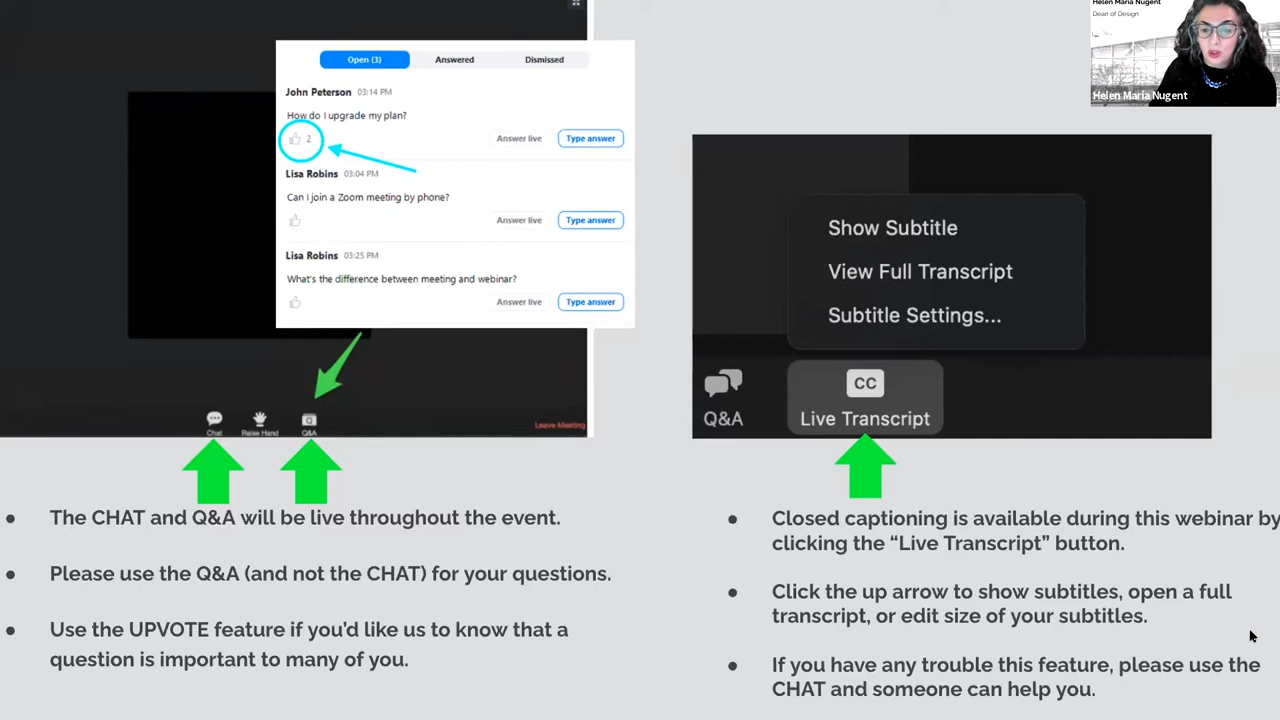 Helen Maria Nugent
Dean of Design
Helen Maria Nugent
Open (3)
Answered
Dismissed
John Peterson 03:14 PM
How do I upgrade my plan?
2
Answer live
Type answer
Lisa Robins 03:04 PM
Can I join a Zoom meeting by phone?
Answer live
Type answer
Lisa Robins 03:25 PM
What's the difference between meeting and webinar?
Answer live
Type answer
Chat
Raise Hand
Q&A
Leave Meeting
Show Subtitle
View Full Transcript
Subtitle Settings...
Q&A
CC
Live Transcript
• The CHAT and Q&A will be live throughout the event.
• Please use the Q&A (and not the CHAT) for your questions.
• Use the UPVOTE feature if you’d like us to know that a
question is important to many of you.
• Closed captioning is available during this webinar by
clicking the “Live Transcript” button.
• Click the up arrow to show subtitles, open a full
transcript, or edit size of your subtitles.
• If you have any trouble this feature, please use the
CHAT and someone can help you.